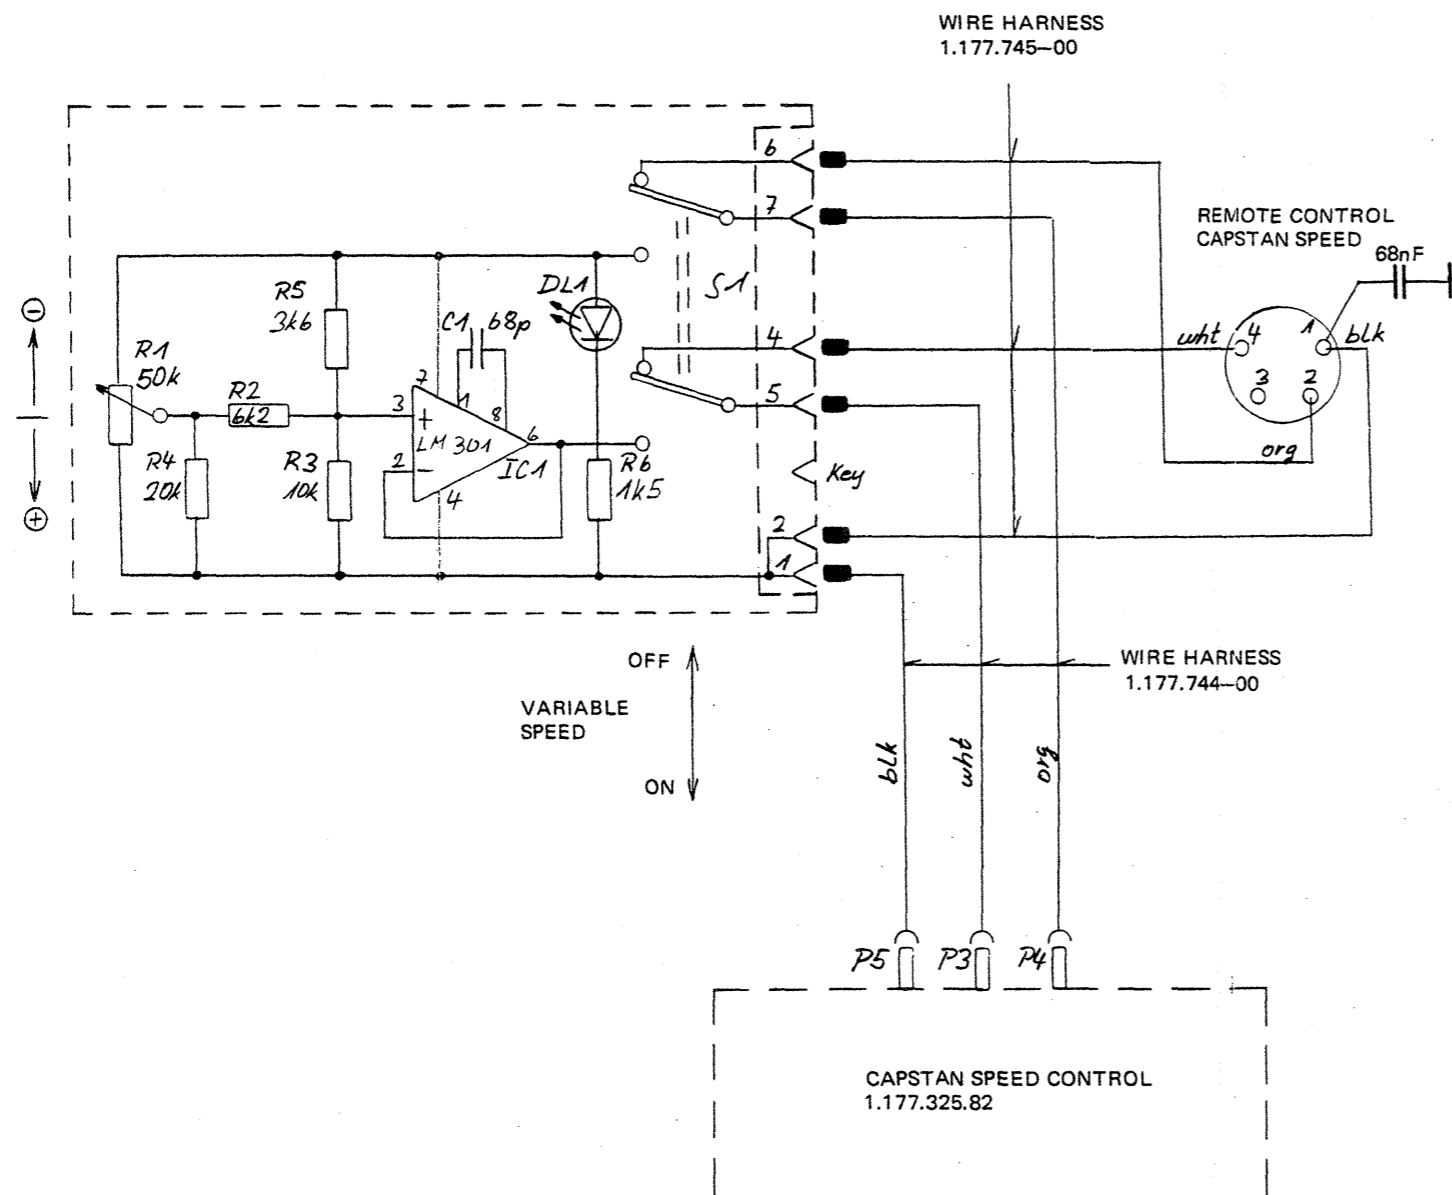 WIRE HARNESS
1.177.745-00
6
7
REMOTE CONTROL
CAPSTAN SPEED
68nF
S1
4
5
Key
2
1
wht
4
1
blk
3
2
org
⊖
⊕
R1
50k
R5
3k6
R2
6k2
R4
20k
R3
10k
C1
68p
DL1
7
1
8
3
+
LM 301
6
2
−
IC1
4
R6
1k5
OFF
VARIABLE
SPEED
ON
WIRE HARNESS
1.177.744-00
blk
wht
org
P5
P3
P4
CAPSTAN SPEED CONTROL
1.177.325.82